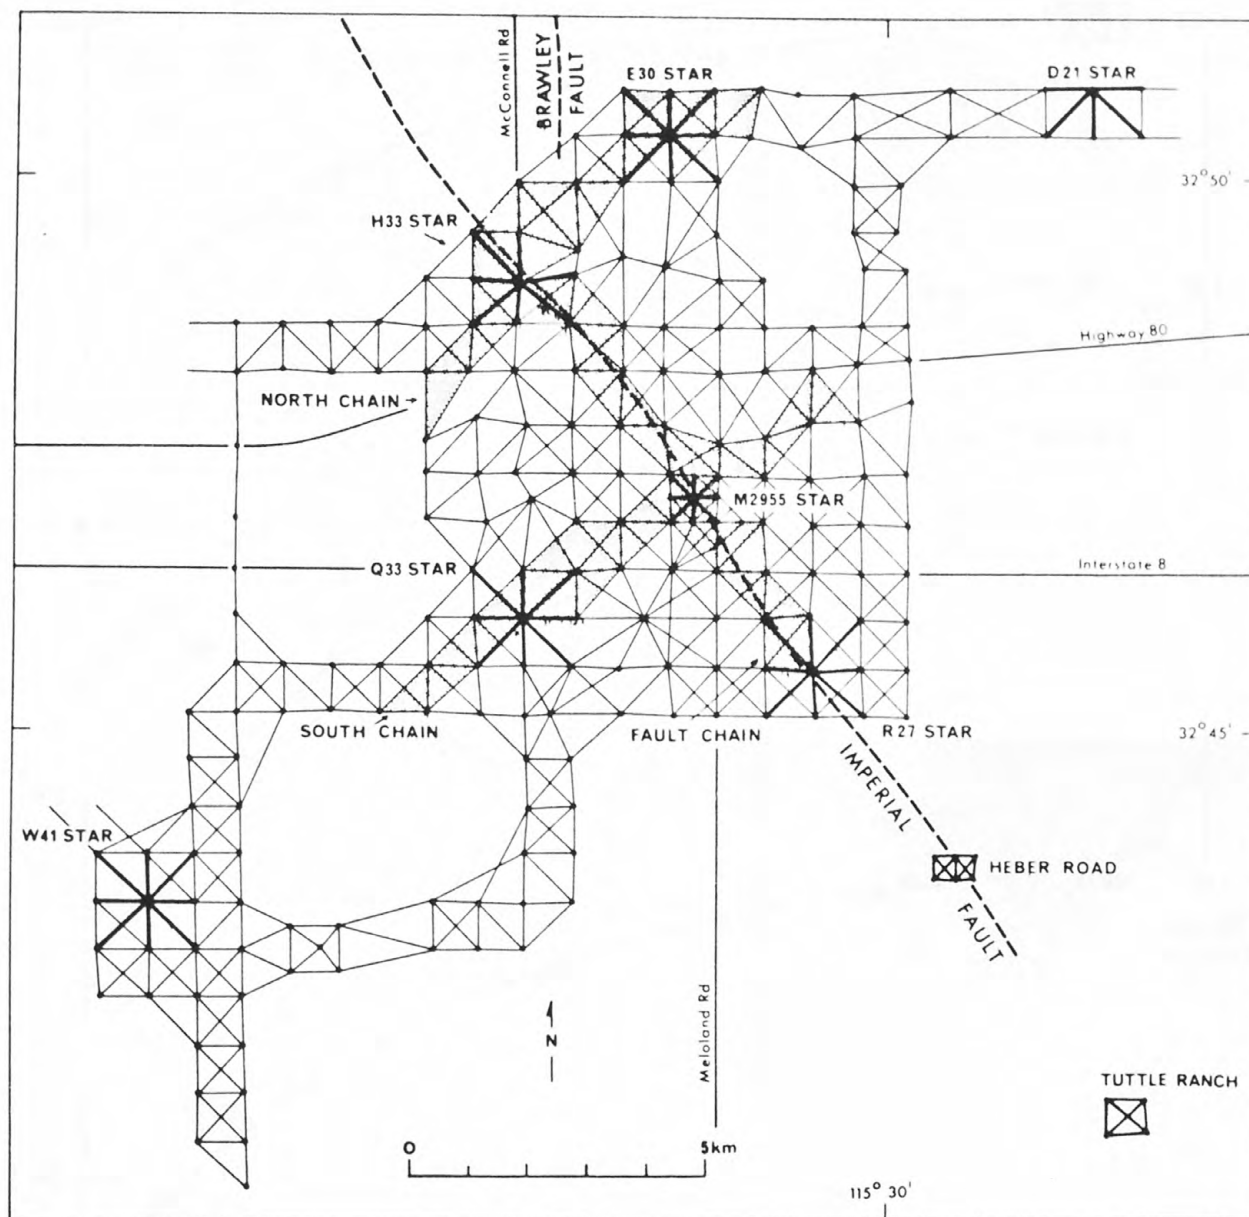 McConnell Rd
BRAWLEY
FAULT
E30 STAR
D21 STAR
32° 50'
H33 STAR
Highway 80
NORTH CHAIN
M2955 STAR
Q33 STAR
Interstate 8
SOUTH CHAIN
FAULT CHAIN
R27 STAR
32° 45'
IMPERIAL
FAULT
W41 STAR
HEBER ROAD
N
Meloland Rd
TUTTLE RANCH
0 5km
115° 30'